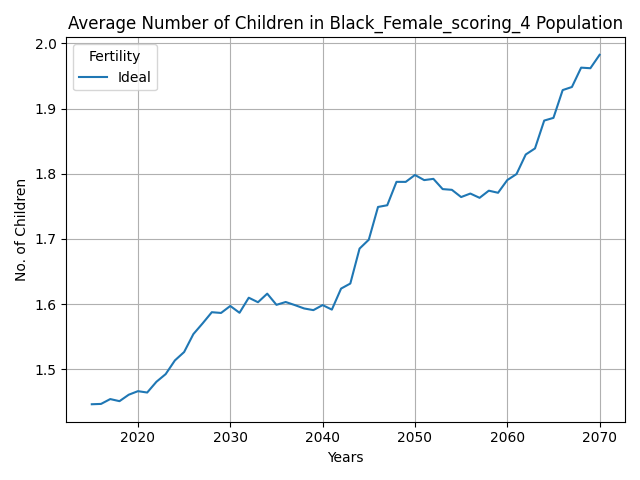 Average Number of Children in Black_Female_scoring_4 Population
Fertility
Ideal
No. of Children
2.0
1.9
1.8
1.7
1.6
1.5
2020 2030 2040 2050 2060 2070
Years